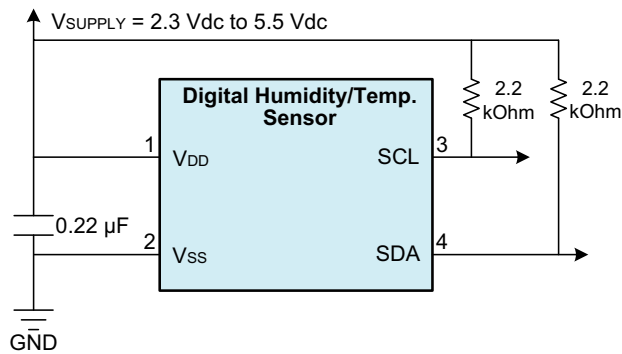 VSUPPLY = 2.3 Vdc to 5.5 Vdc
Digital Humidity/Temp.
Sensor
2.2
kOhm
2.2
kOhm
1
VDD
SCL
3
0.22 µF
2
VSS
SDA
4
GND